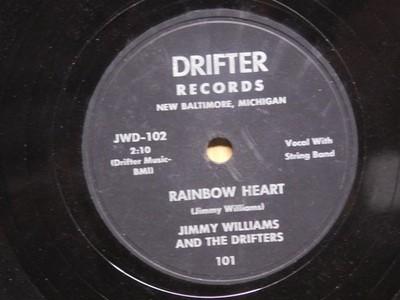 DRIFTER
RECORDS
NEW BALTIMORE, MICHIGAN
JWD-102
2:10
(Drifter Music-
BMI)
Vocal With
String Band
RAINBOW HEART
(Jimmy Williams)
JIMMY WILLIAMS
AND THE DRIFTERS
101